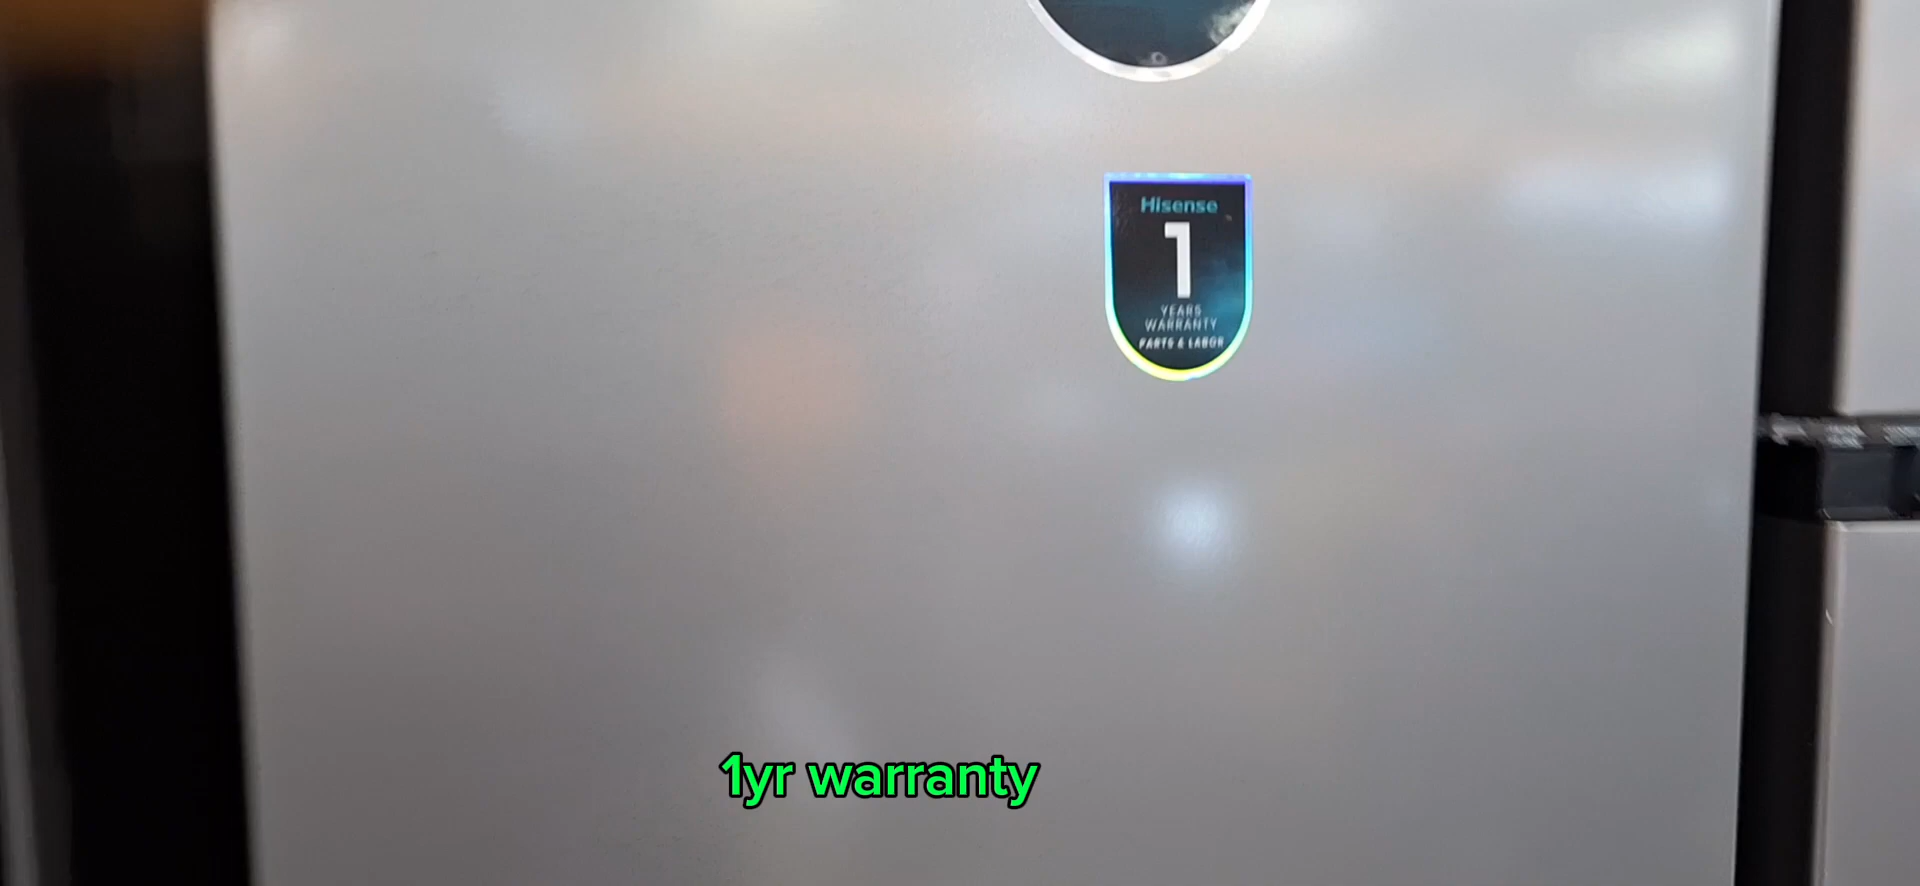 Hisense
1
YEARS
WARRANTY
PARTS & LABOR
1yr warranty